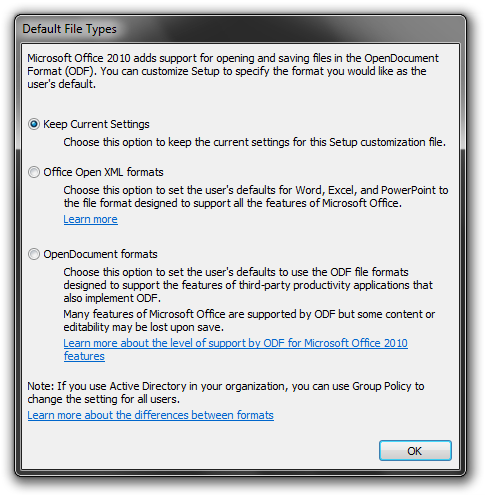 Default File Types
Microsoft Office 2010 adds support for opening and saving files in the OpenDocument
Format (ODF). You can customize Setup to specify the format you would like as the
user's default.
Keep Current Settings
Choose this option to keep the current settings for this Setup customization file.
Office Open XML formats
Choose this option to set the user's defaults for Word, Excel, and PowerPoint to
the file format designed to support all the features of Microsoft Office.
Learn more
OpenDocument formats
Choose this option to set the user's defaults to use the ODF file formats
designed to support the features of third-party productivity applications that
also implement ODF.
Many features of Microsoft Office are supported by ODF but some content or
editability may be lost upon save.
Learn more about the level of support by ODF for Microsoft Office 2010
features
Note: If you use Active Directory in your organization, you can use Group Policy to
change the setting for all users.
Learn more about the differences between formats
OK